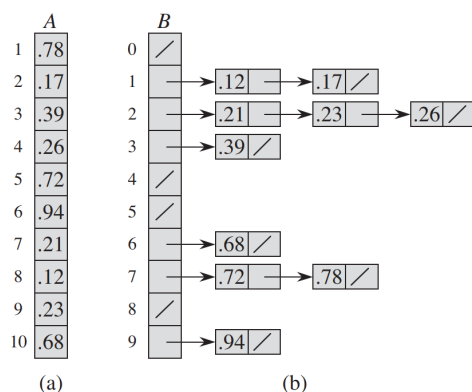 A B
1 .78 0
2 .17 1 .12 .17
3 .39 2 .21 .23 .26
4 .26 3 .39
5 .72 4
6 .94 5
7 .21 6 .68
8 .12 7 .72 .78
9 .23 8
10 .68 9 .94
(a) (b)